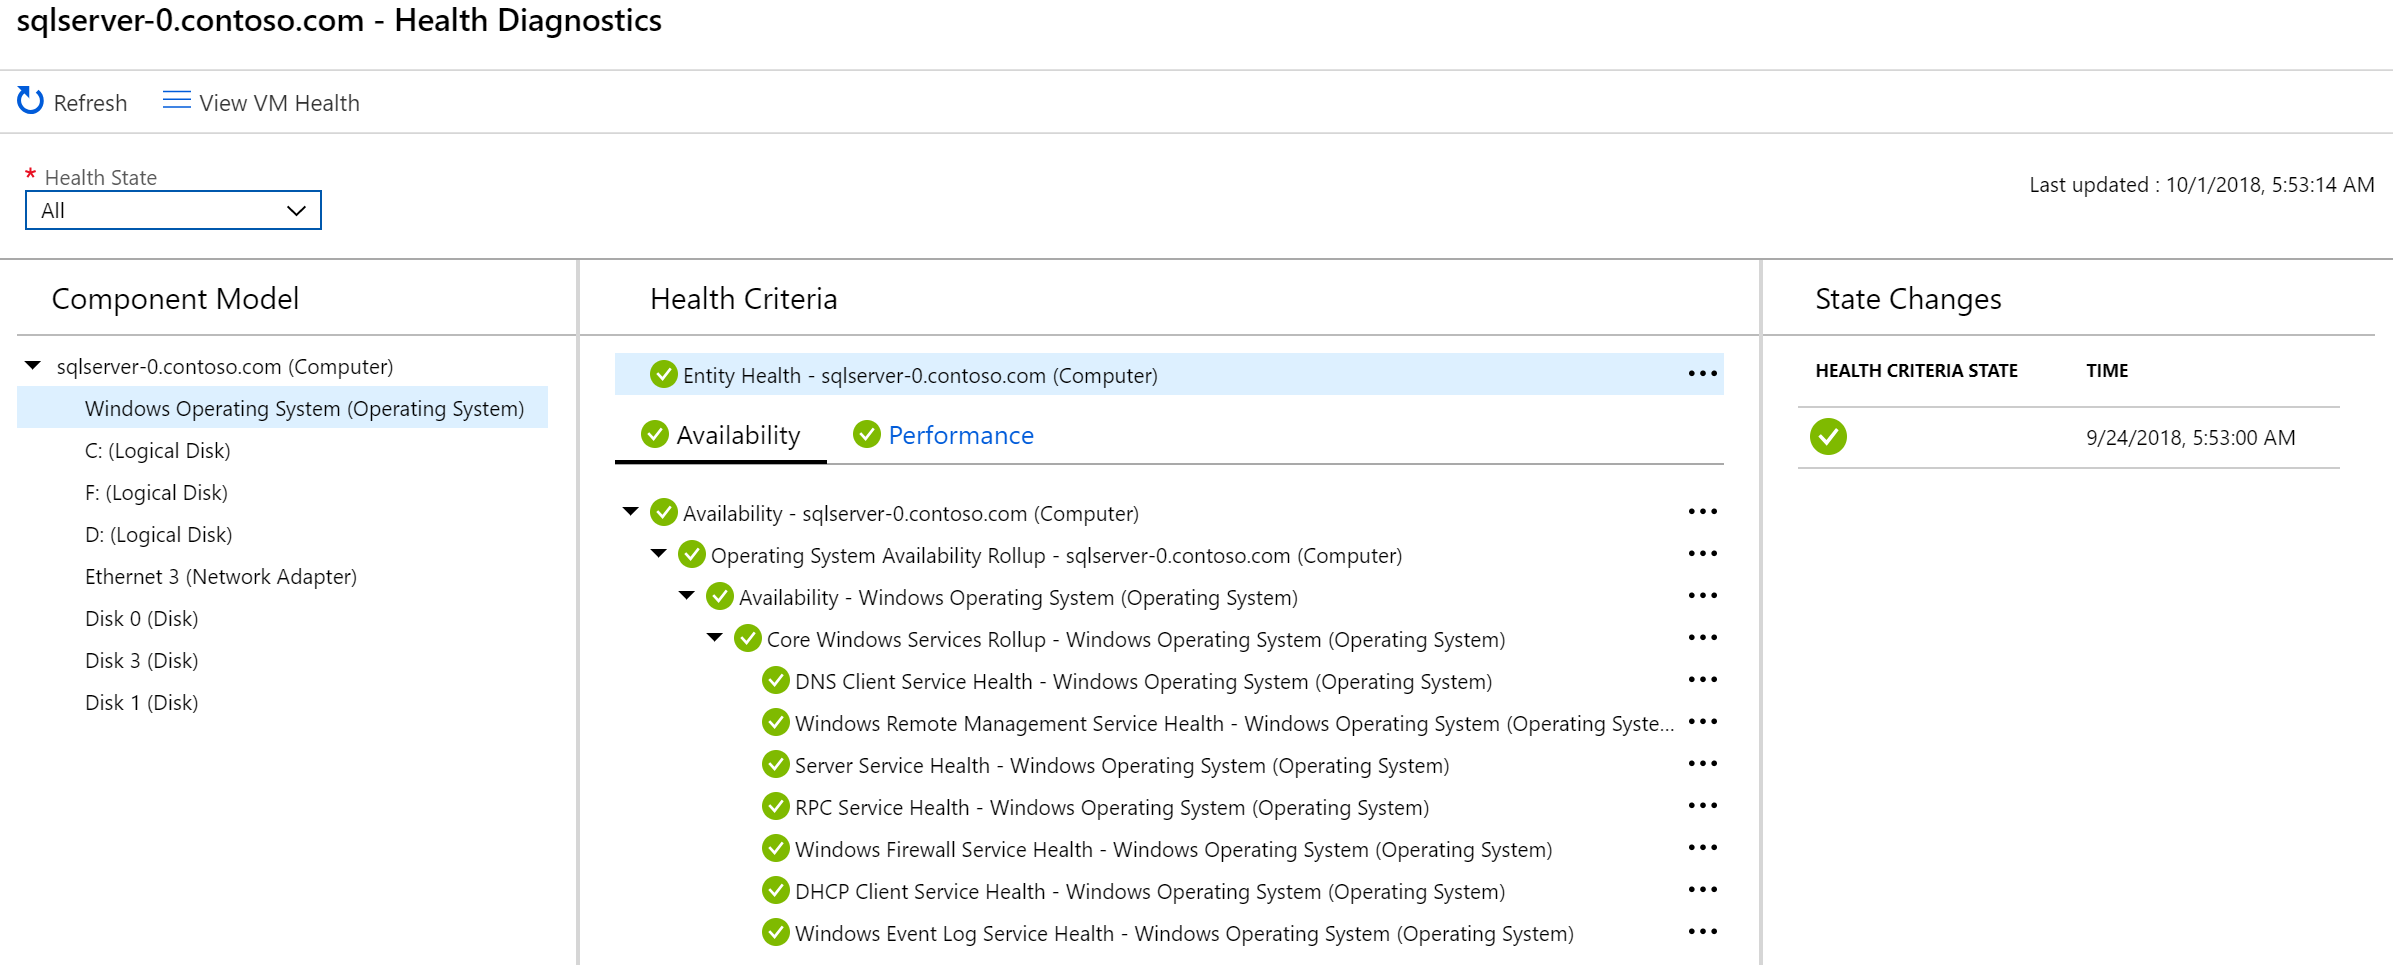 sqlserver-0.contoso.com - Health Diagnostics
Refresh View VM Health
* Health State
All
Last updated : 10/1/2018, 5:53:14 AM
Component Model
sqlserver-0.contoso.com (Computer)
Windows Operating System (Operating System)
C: (Logical Disk)
F: (Logical Disk)
D: (Logical Disk)
Ethernet 3 (Network Adapter)
Disk 0 (Disk)
Disk 3 (Disk)
Disk 1 (Disk)
Health Criteria
Entity Health - sqlserver-0.contoso.com (Computer)
Availability Performance
Availability - sqlserver-0.contoso.com (Computer)
Operating System Availability Rollup - sqlserver-0.contoso.com (Computer)
Availability - Windows Operating System (Operating System)
Core Windows Services Rollup - Windows Operating System (Operating System)
DNS Client Service Health - Windows Operating System (Operating System)
Windows Remote Management Service Health - Windows Operating System (Operating Syste...
Server Service Health - Windows Operating System (Operating System)
RPC Service Health - Windows Operating System (Operating System)
Windows Firewall Service Health - Windows Operating System (Operating System)
DHCP Client Service Health - Windows Operating System (Operating System)
Windows Event Log Service Health - Windows Operating System (Operating System)
State Changes
HEALTH CRITERIA STATE TIME
9/24/2018, 5:53:00 AM